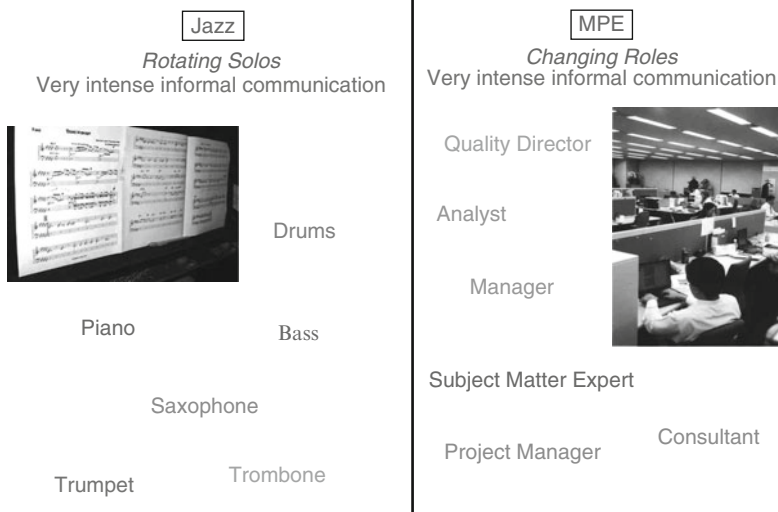 Jazz
Rotating Solos
Very intense informal communication
Drums
Piano
Bass
Saxophone
Trumpet
Trombone
MPE
Changing Roles
Very intense informal communication
Quality Director
Analyst
Manager
Subject Matter Expert
Project Manager
Consultant